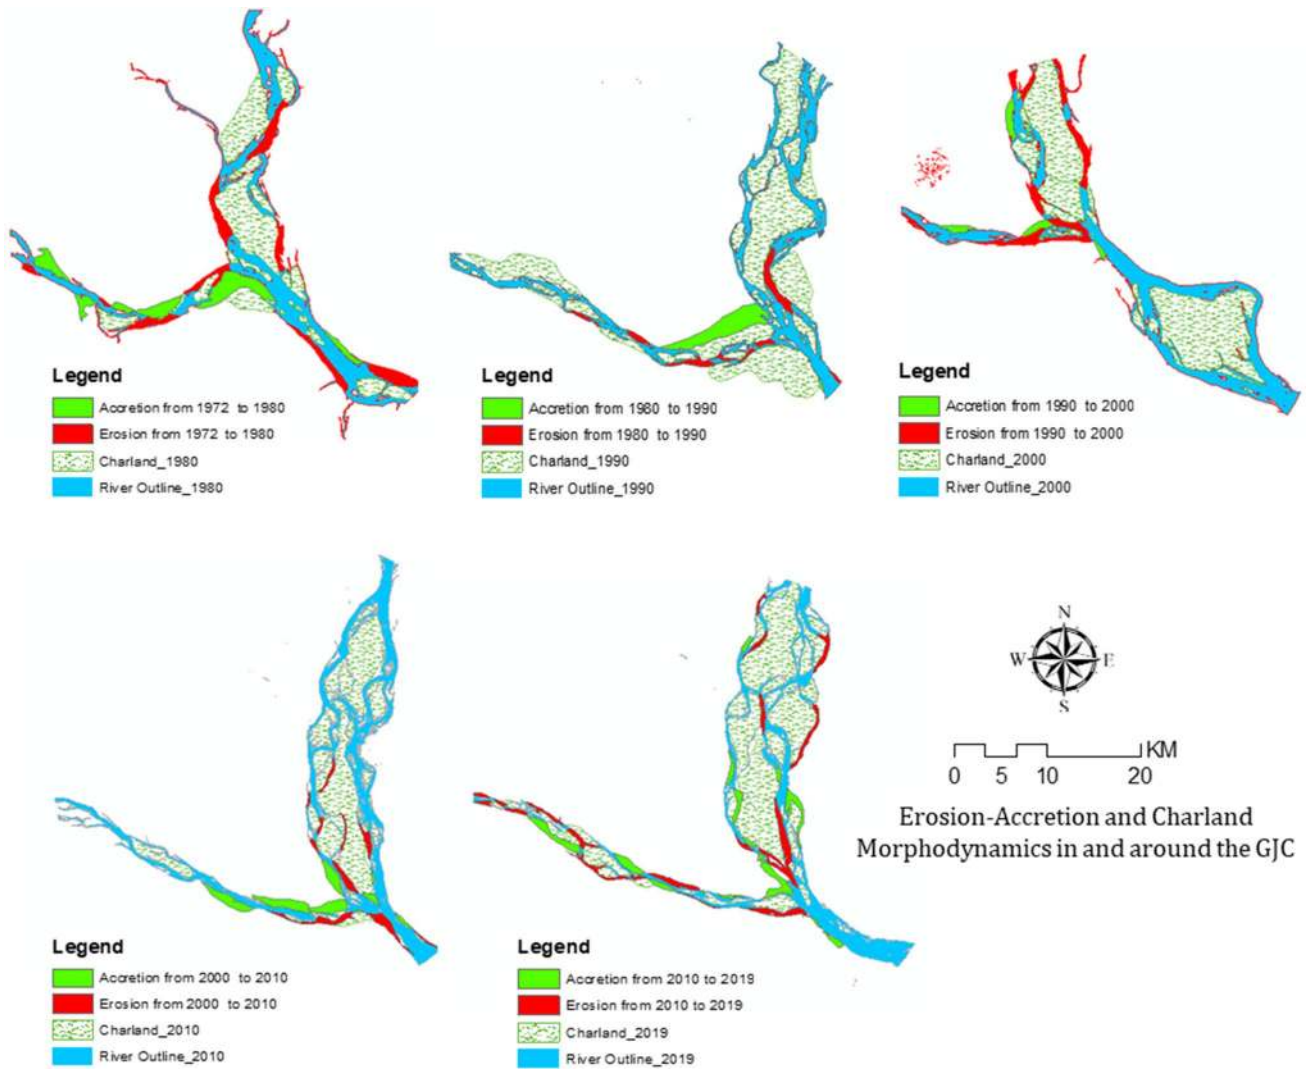 Legend
Accretion from 1972 to 1980
Erosion from 1972 to 1980
Charland_1980
River Outline_1980
Legend
Accretion from 1980 to 1990
Erosion from 1980 to 1990
Charland_1990
River Outline_1990
Legend
Accretion from 1990 to 2000
Erosion from 1990 to 2000
Charland_2000
River Outline_2000
Legend
Accretion from 2000 to 2010
Erosion from 2000 to 2010
Charland_2010
River Outline_2010
Legend
Accretion from 2010 to 2019
Erosion from 2010 to 2019
Charland_2019
River Outline_2019
N
W E
S
KM
0 5 10 20
Erosion-Accretion and Charland
Morphodynamics in and around the GJC